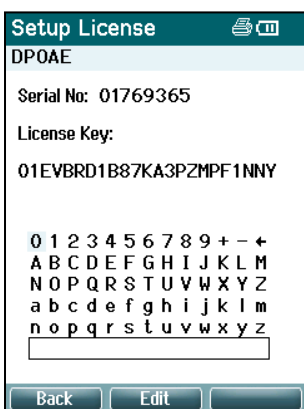 Setup License
DPOAE
Serial No: 01769365
License Key:
01EVBRD1B87KA3PZMPF1NNY
0 1 2 3 4 5 6 7 8 9 + - ←
A B C D E F G H I J K L M
N O P Q R S T U V W X Y Z
a b c d e f g h i j k l m
n o p q r s t u v w x y z
Back Edit